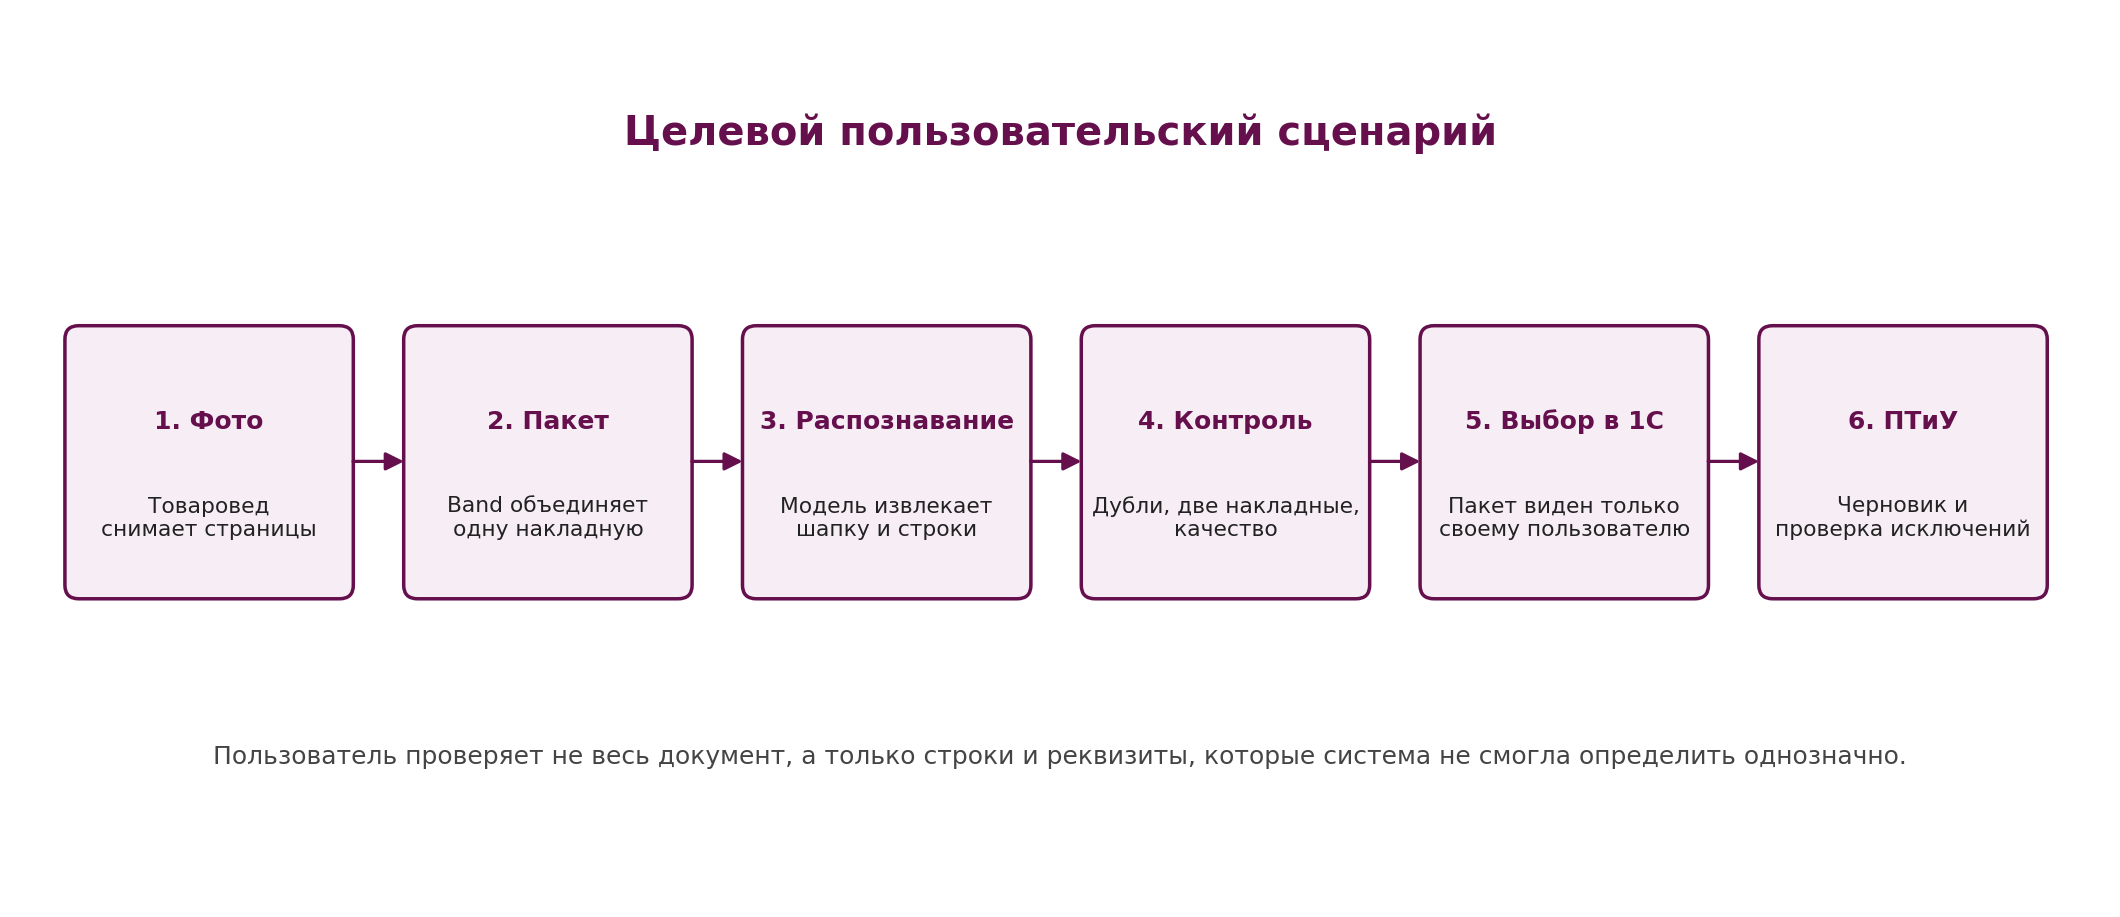 Целевой пользовательский сценарий
1. Фото
Товаровед
снимает страницы
2. Пакет
Band объединяет
одну накладную
3. Распознавание
Модель извлекает
шапку и строки
4. Контроль
Дубли, две накладные,
качество
5. Выбор в 1С
Пакет виден только
своему пользователю
6. ПТиУ
Черновик и
проверка исключений
Пользователь проверяет не весь документ, а только строки и реквизиты, которые система не смогла определить однозначно.